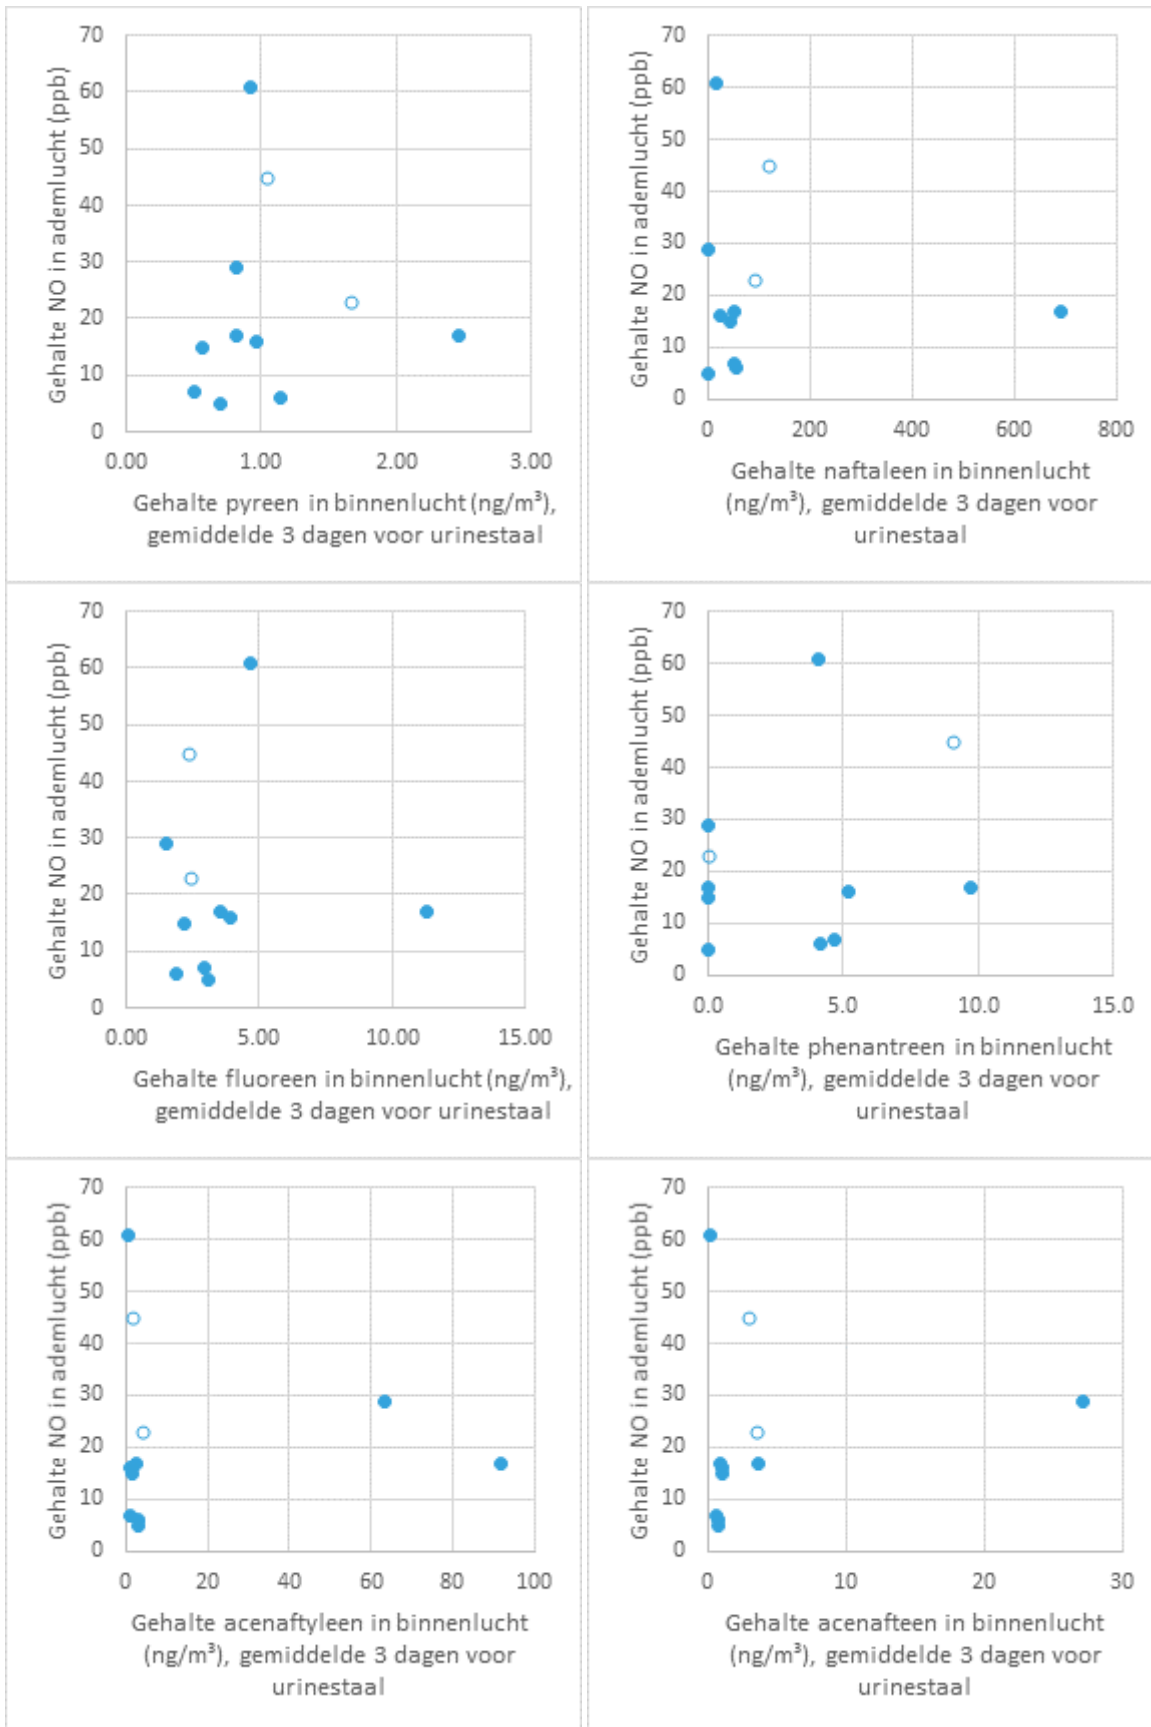 Gehalte NO in ademlucht (ppb)
70
60
50
40
30
20
10
0
0.00 1.00 2.00 3.00
Gehalte pyreen in binnenlucht (ng/m³),
gemiddelde 3 dagen voor urinestaal
Gehalte NO in ademlucht (ppb)
70
60
50
40
30
20
10
0
0 200 400 600 800
Gehalte naftaleen in binnenlucht
(ng/m³), gemiddelde 3 dagen voor
urinestaal
Gehalte NO in ademlucht (ppb)
70
60
50
40
30
20
10
0
0.00 5.00 10.00 15.00
Gehalte fluoreen in binnenlucht (ng/m³),
gemiddelde 3 dagen voor urinestaal
Gehalte NO in ademlucht (ppb)
70
60
50
40
30
20
10
0
0.0 5.0 10.0 15.0
Gehalte phenantreen in binnenlucht
(ng/m³), gemiddelde 3 dagen voor
urinestaal
Gehalte NO in ademlucht (ppb)
70
60
50
40
30
20
10
0
0 20 40 60 80 100
Gehalte acenaftyleen in binnenlucht
(ng/m³), gemiddelde 3 dagen voor
urinestaal
Gehalte NO in ademlucht (ppb)
70
60
50
40
30
20
10
0
0 10 20 30
Gehalte acenafteen in binnenlucht
(ng/m³), gemiddelde 3 dagen voor
urinestaal